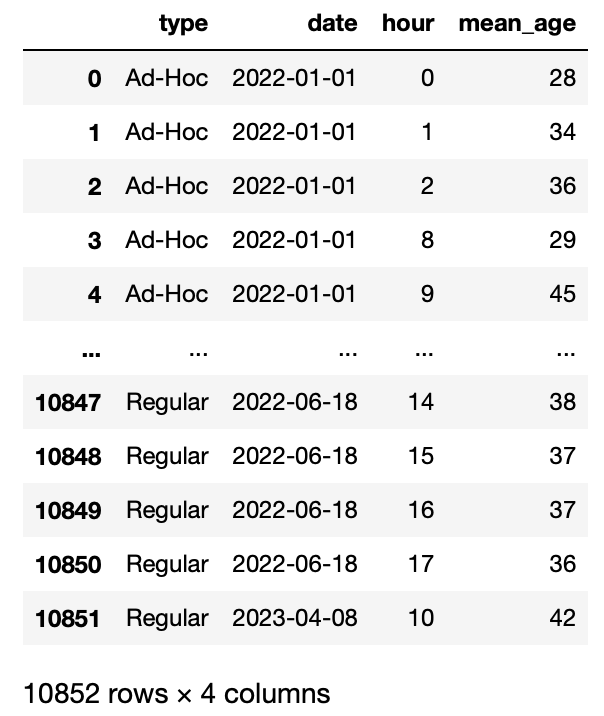 type date hour mean_age
0 Ad-Hoc 2022-01-01 0 28
1 Ad-Hoc 2022-01-01 1 34
2 Ad-Hoc 2022-01-01 2 36
3 Ad-Hoc 2022-01-01 8 29
4 Ad-Hoc 2022-01-01 9 45
... ... ... ... ...
10847 Regular 2022-06-18 14 38
10848 Regular 2022-06-18 15 37
10849 Regular 2022-06-18 16 37
10850 Regular 2022-06-18 17 36
10851 Regular 2023-04-08 10 42
10852 rows × 4 columns